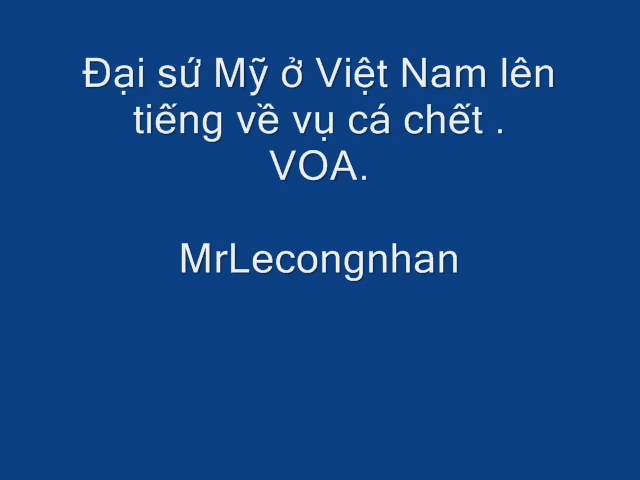 Đại sứ Mỹ ở Việt Nam lên
tiếng về vụ cá chết .
VOA.
MrLecongnhan